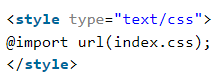 <style type="text/css">
@import url(index.css);
</style>